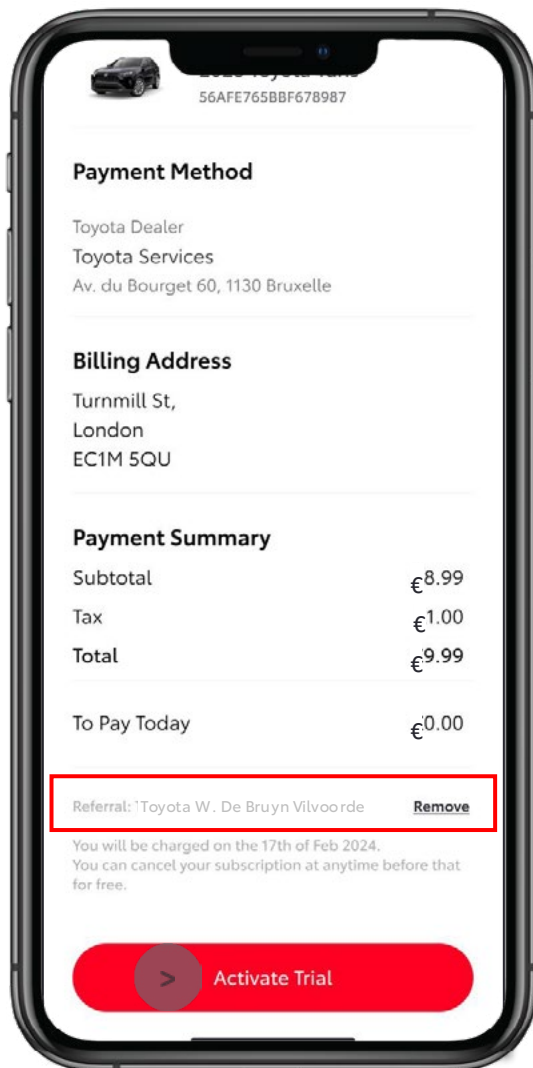 56AFE765BBF678987
Payment Method
Toyota Dealer
Toyota Services
Av. du Bourget 60, 1130 Bruxelle
Billing Address
Turnmill St,
London
EC1M 5QU
Payment Summary
Subtotal €8.99
Tax €1.00
Total €9.99
To Pay Today €0.00
Referral: Toyota W. De Bruyn Vilvoorde Remove
You will be charged on the 17th of Feb 2024.
You can cancel your subscription at anytime before that
for free.
> Activate Trial